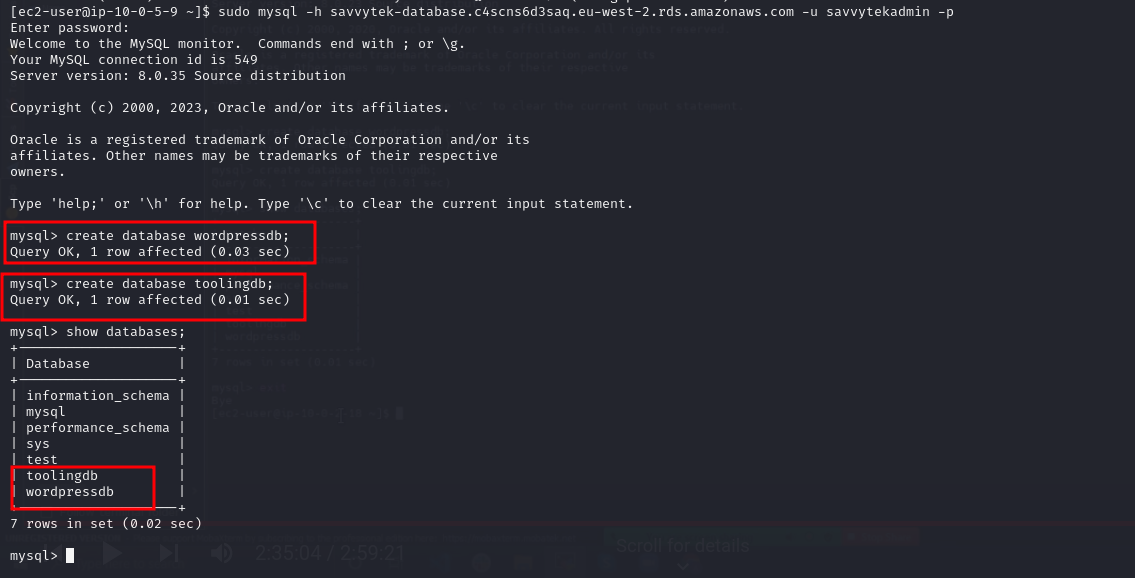 [ec2-user@ip-10-0-5-9 ~]$ sudo mysql -h savvytek-database.c4scns6d3saq.eu-west-2.rds.amazonaws.com -u savvytekadmin -p
Enter password:
Welcome to the MySQL monitor.  Commands end with ; or \g.
Your MySQL connection id is 549
Server version: 8.0.35 Source distribution
Copyright (c) 2000, 2023, Oracle and/or its affiliates.
Oracle is a registered trademark of Oracle Corporation and/or its
affiliates. Other names may be trademarks of their respective
owners.
Type 'help;' or '\h' for help. Type '\c' to clear the current input statement.
mysql> create database wordpressdb;
Query OK, 1 row affected (0.03 sec)
mysql> create database toolingdb;
Query OK, 1 row affected (0.01 sec)
mysql> show databases;
+--------------------+
| Database           |
+--------------------+
| information_schema |
| mysql              |
| performance_schema |
| sys                |
| test               |
| toolingdb          |
| wordpressdb        |
+--------------------+
7 rows in set (0.02 sec)
mysql>
2:35:04 / 2:59:21
Scroll for details